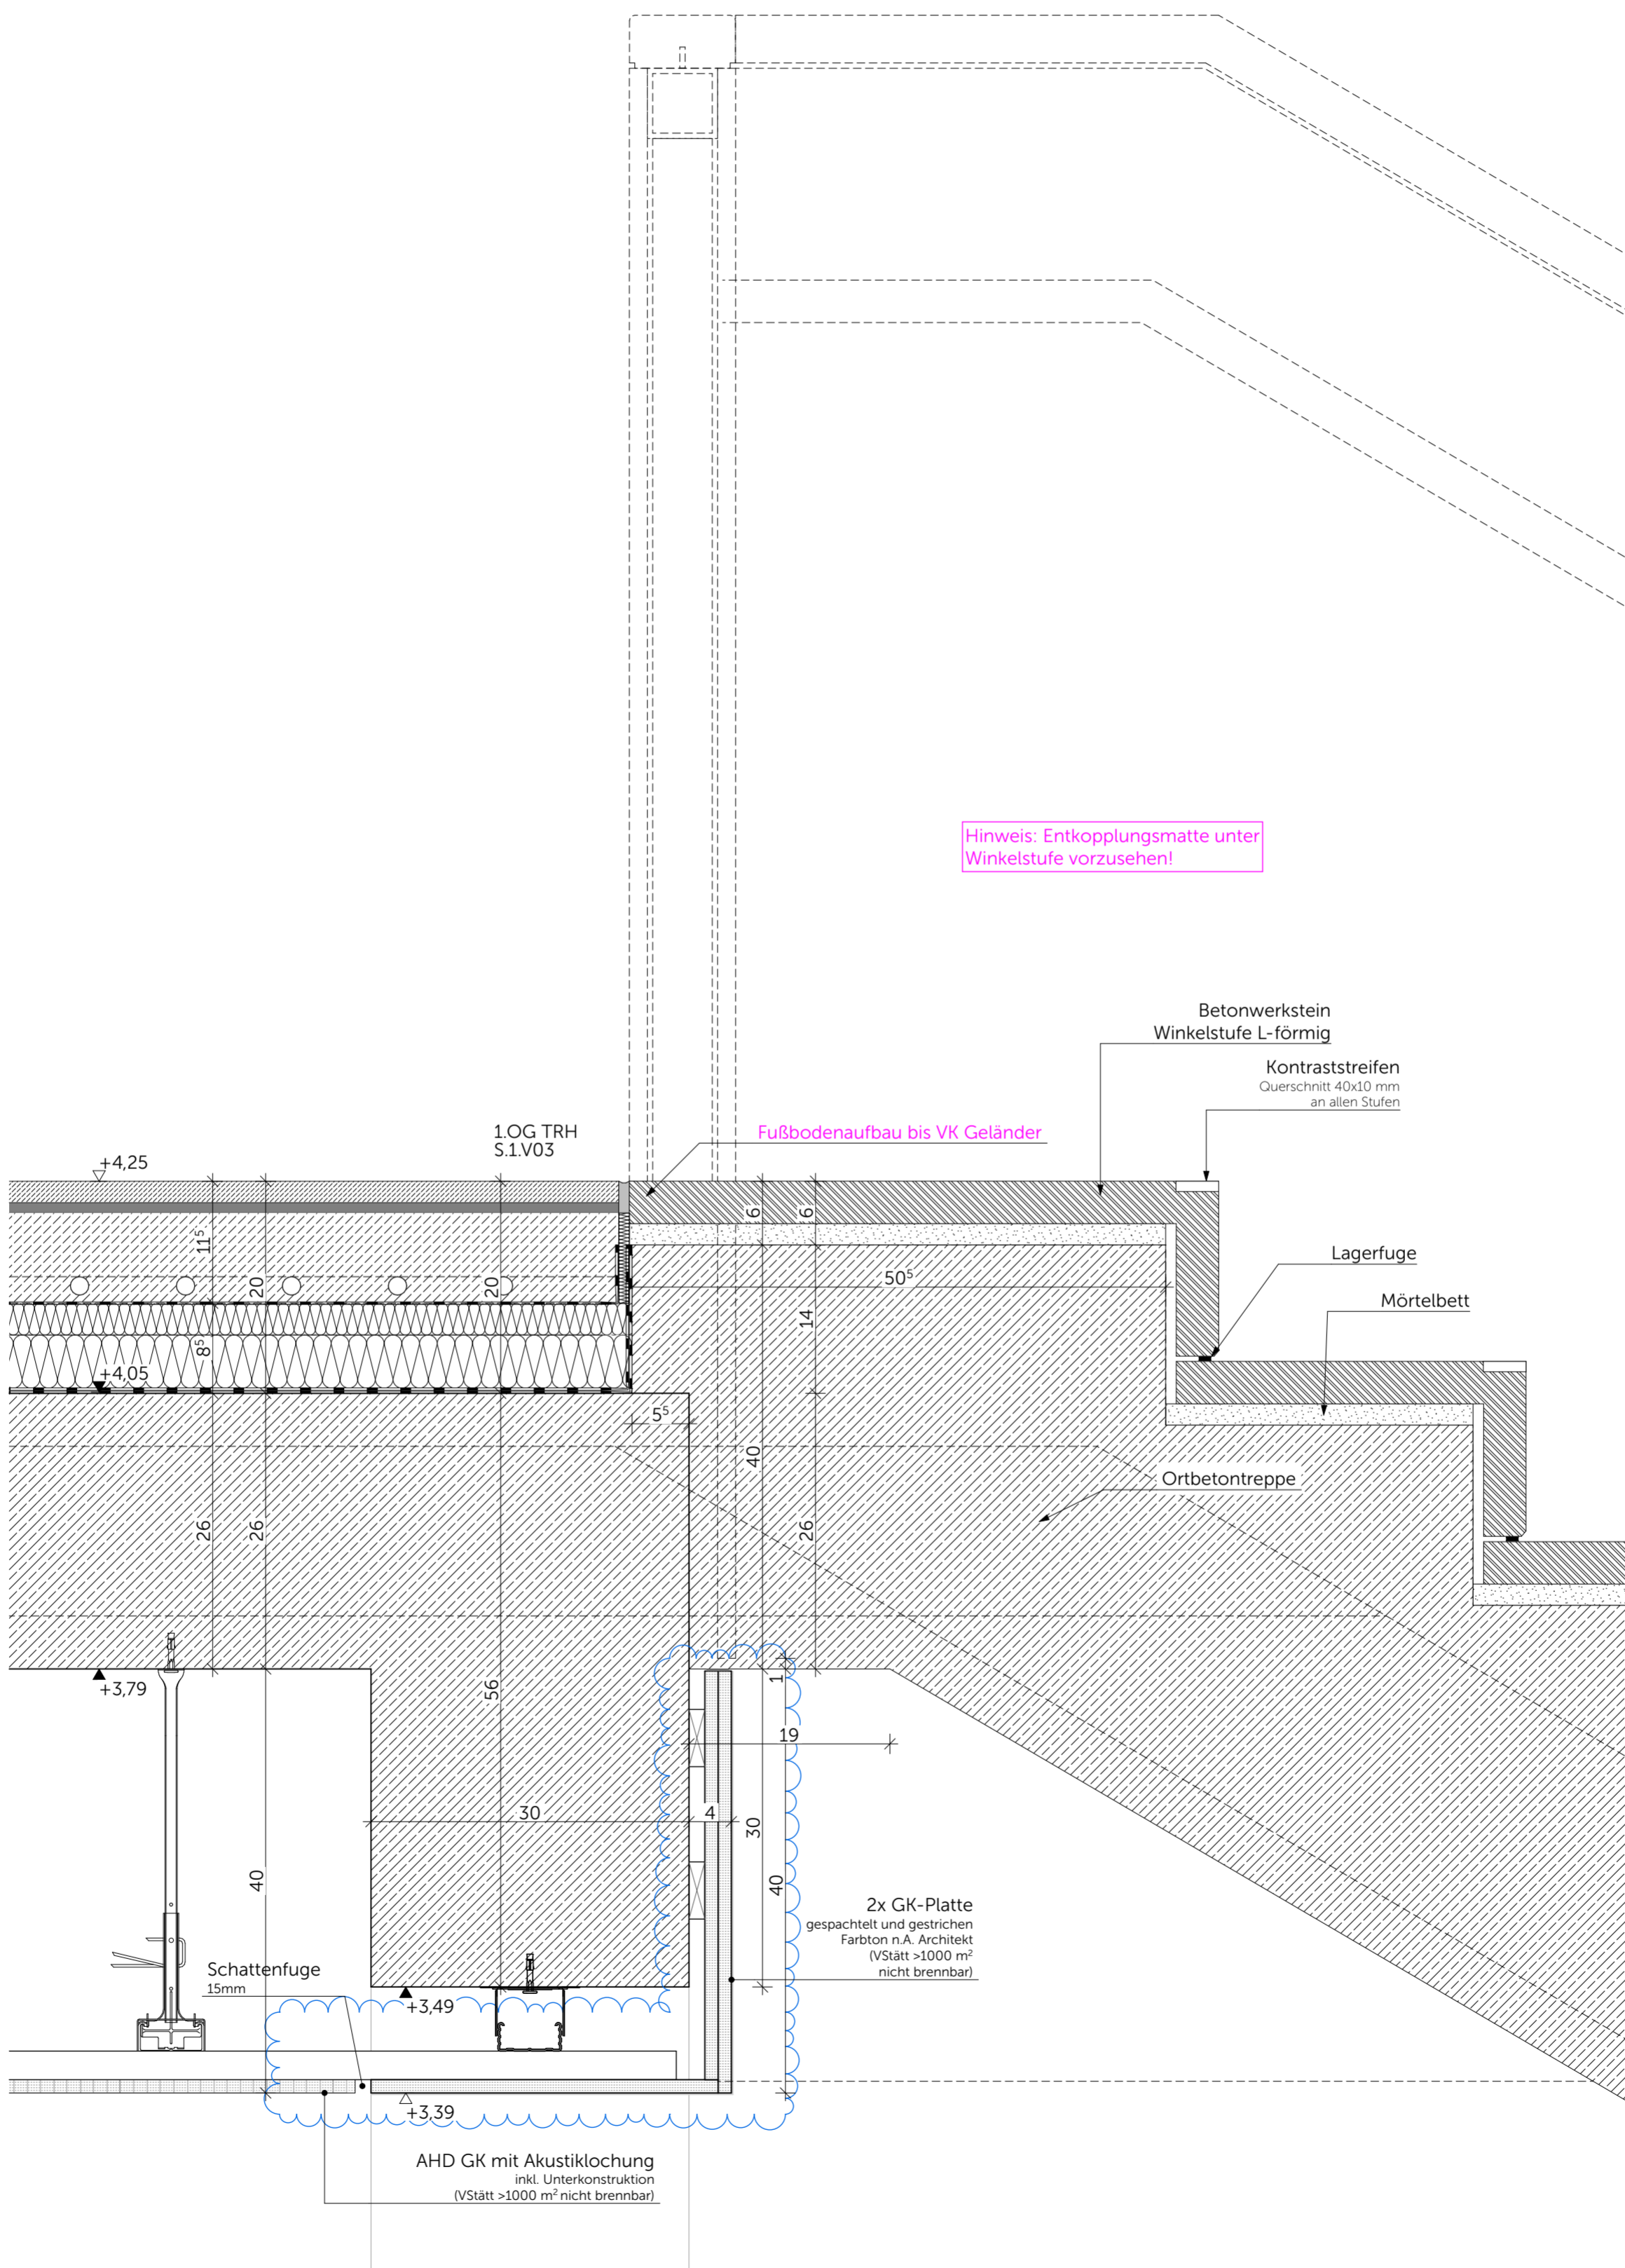 Hinweis: Entkopplungsmatte unter
Winkelstufe vorzusehen!
Betonwerkstein
Winkelstufe L-förmig
Kontraststreifen
Querschnitt 40x10 mm
an allen Stufen
1.OG TRH
S.1.V03
Fußbodenaufbau bis VK Geländer
+4,25
6
6
11⁵
20
20
50⁵
Lagerfuge
Mörtelbett
14
8⁵
+4,05
5⁵
40
Ortbetontreppe
26
26
26
+3,79
56
1
19
30
4
30
40
40
2x GK-Platte
gespachtelt und gestrichen
Farbton n.A. Architekt
(VStätt >1000 m²
nicht brennbar)
Schattenfuge
15mm
+3,49
+3,39
AHD GK mit Akustiklochung
inkl. Unterkonstruktion
(VStätt >1000 m² nicht brennbar)